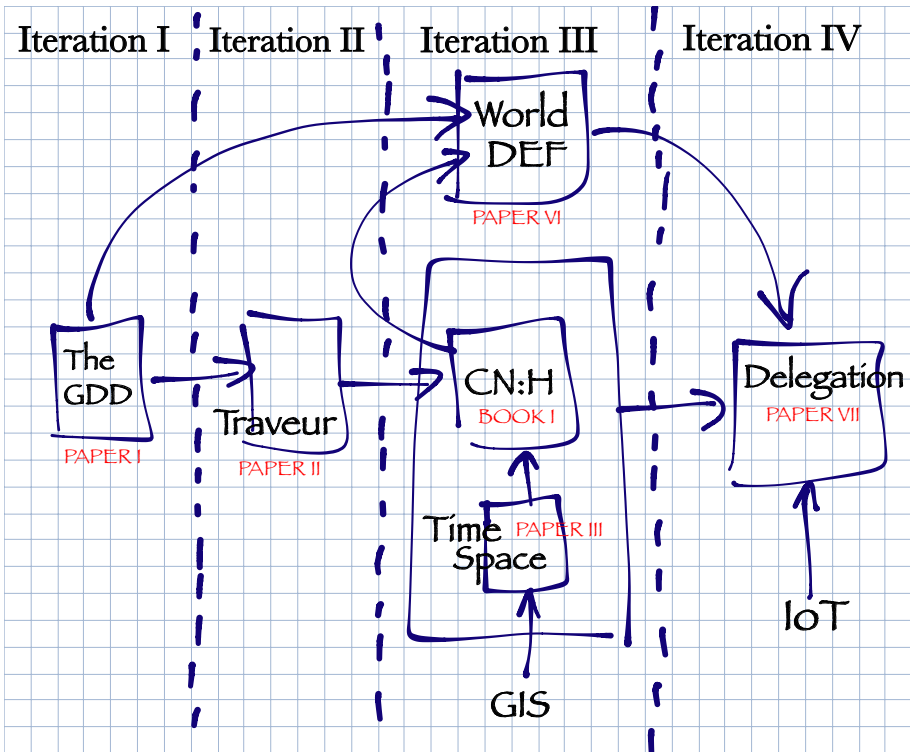 Iteration I
Iteration II
Iteration III
Iteration IV
World
DEF
PAPER VI
The
GDD
PAPER I
Traveur
PAPER II
CN:H
BOOK I
Time
PAPER III
Space
GIS
Delegation
PAPER VII
IoT